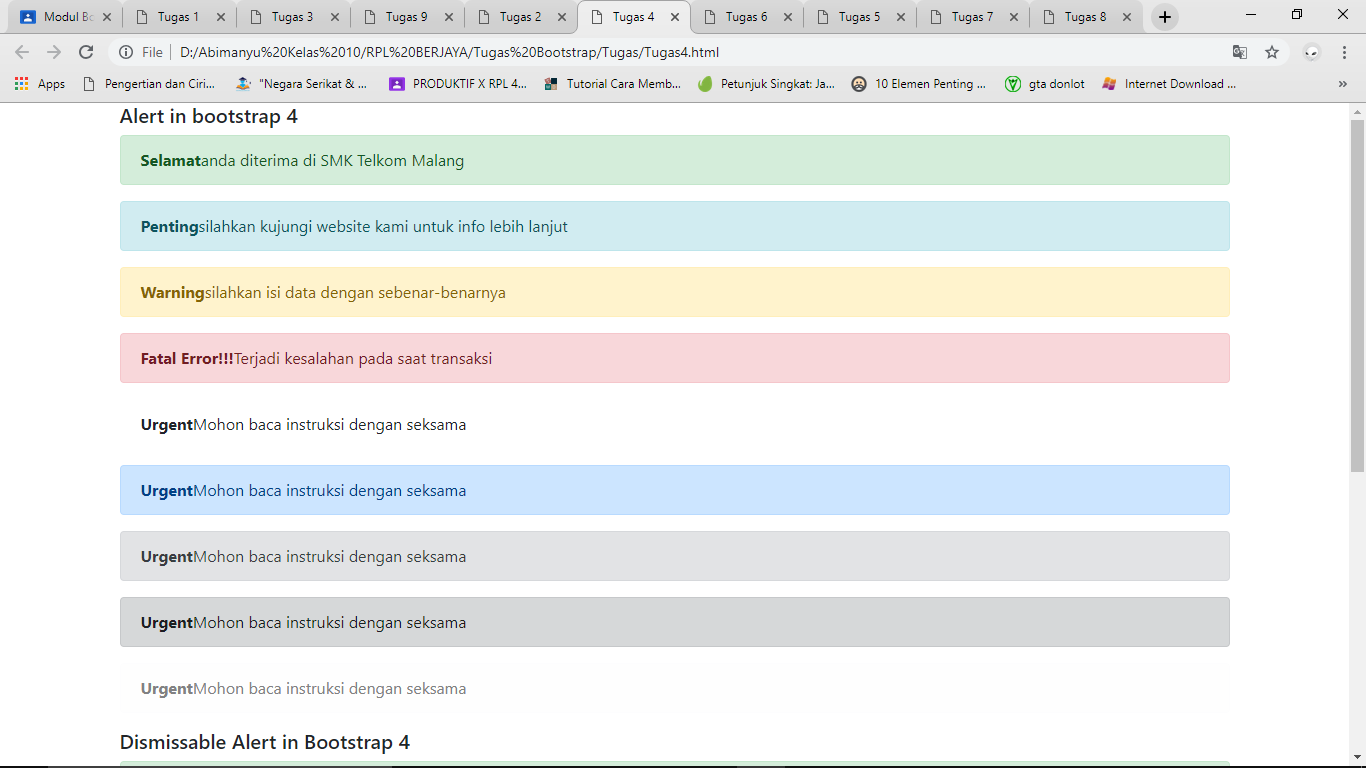 Modul Bo
Tugas 1
Tugas 3
Tugas 9
Tugas 2
Tugas 4
Tugas 6
Tugas 5
Tugas 7
Tugas 8
File D:/Abimanyu%20Kelas%2010/RPL%20BERJAYA/Tugas%20Bootstrap/Tugas/Tugas4.html
Apps
Pengertian dan Ciri...
"Negara Serikat & ...
PRODUKTIF X RPL 4...
Tutorial Cara Memb...
Petunjuk Singkat: Ja...
10 Elemen Penting ...
gta donlot
Internet Download ...
Alert in bootstrap 4
Selamatanda diterima di SMK Telkom Malang
Pentingsilahkan kujungi website kami untuk info lebih lanjut
Warningsilahkan isi data dengan sebenar-benarnya
Fatal Error!!!Terjadi kesalahan pada saat transaksi
UrgentMohon baca instruksi dengan seksama
UrgentMohon baca instruksi dengan seksama
UrgentMohon baca instruksi dengan seksama
UrgentMohon baca instruksi dengan seksama
UrgentMohon baca instruksi dengan seksama
Dismissable Alert in Bootstrap 4